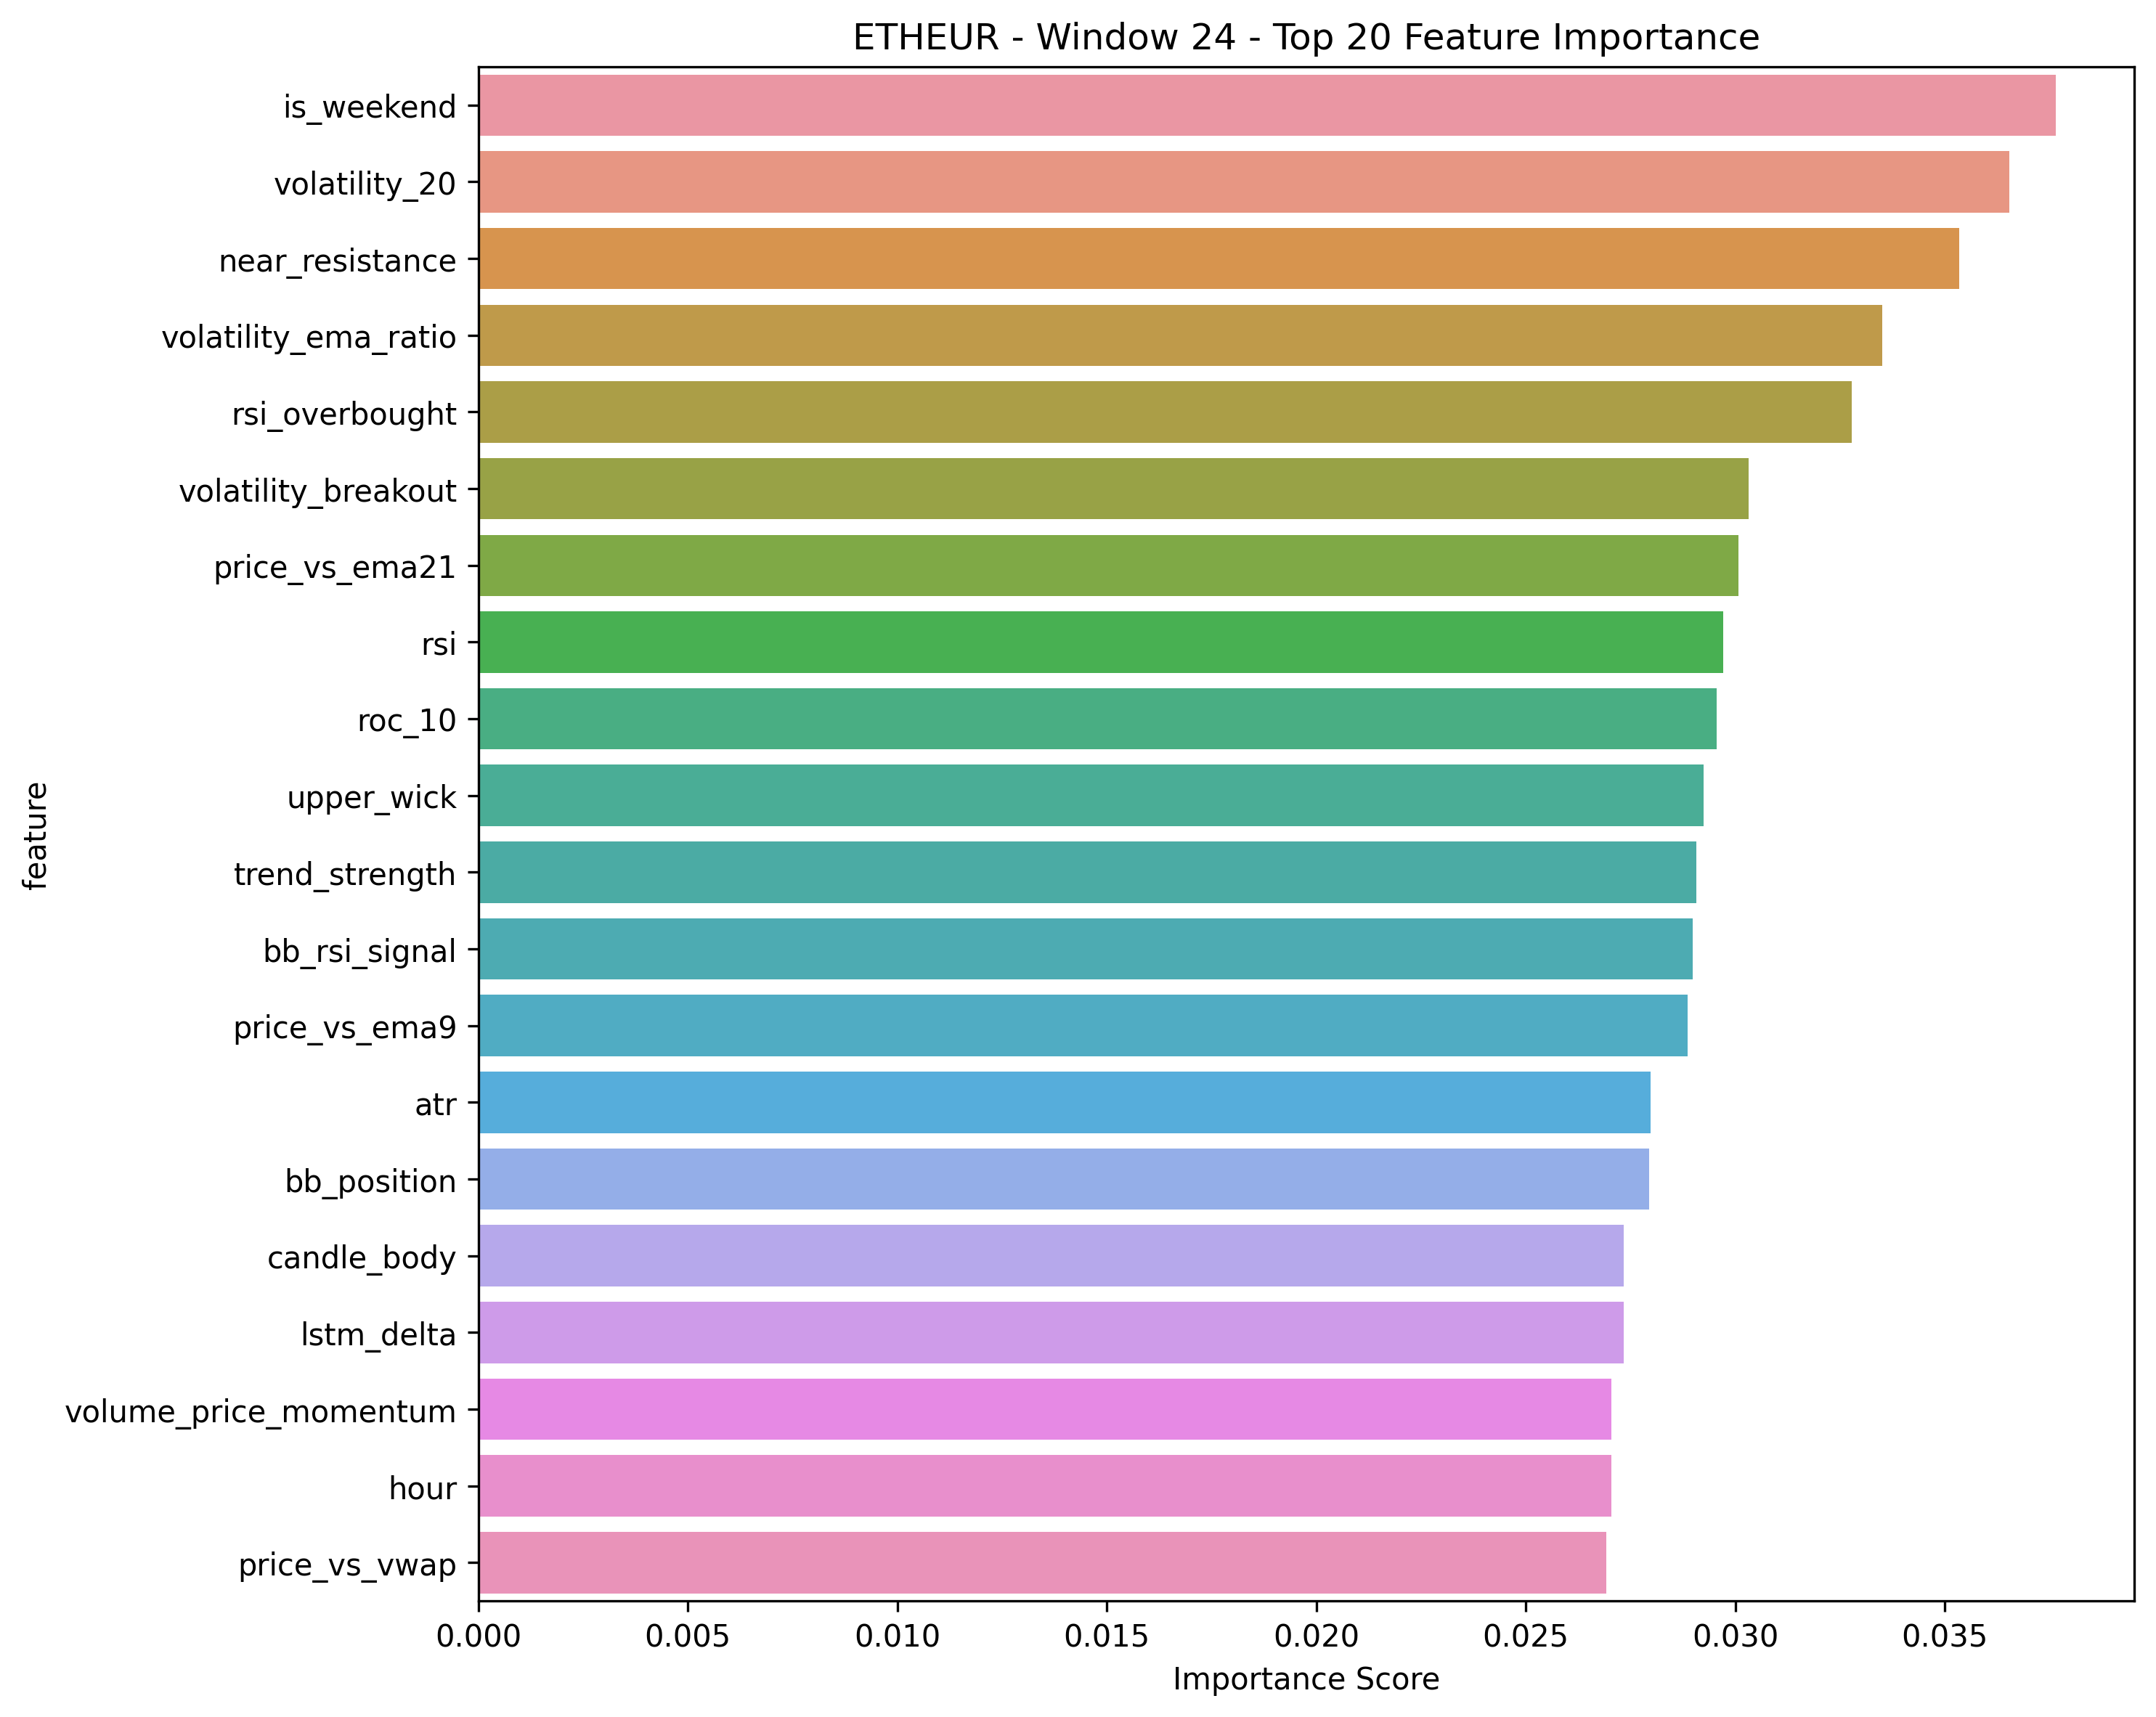 ETHEUR - Window 24 - Top 20 Feature Importance
is_weekend
volatility_20
near_resistance
volatility_ema_ratio
rsi_overbought
volatility_breakout
price_vs_ema21
rsi
roc_10
upper_wick
trend_strength
bb_rsi_signal
price_vs_ema9
atr
bb_position
candle_body
lstm_delta
volume_price_momentum
hour
price_vs_vwap
feature
0.000 0.005 0.010 0.015 0.020 0.025 0.030 0.035
Importance Score